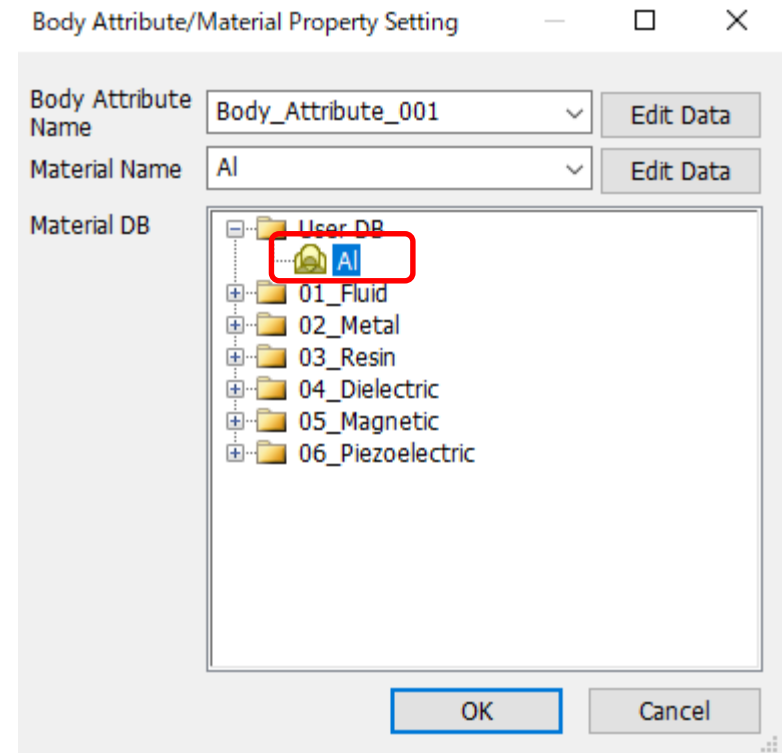 Body Attribute/Material Property Setting
Body Attribute
Name
Body_Attribute_001
Edit Data
Material Name
Al
Edit Data
Material DB
User DB
Al
01_Fluid
02_Metal
03_Resin
04_Dielectric
05_Magnetic
06_Piezoelectric
OK
Cancel